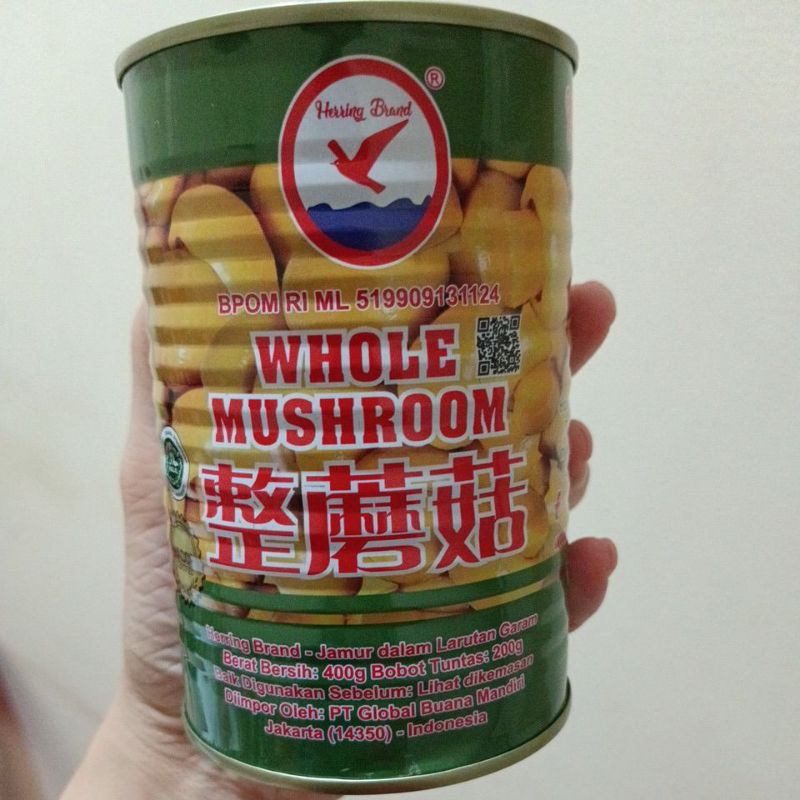 Herring Brand
®
BPOM RI ML 519909131124
WHOLE
MUSHROOM
整蘑菇
Herring Brand - Jamur dalam Larutan Garam
Berat Bersih: 400g Bobot Tuntas: 200g
Baik Digunakan Sebelum: Lihat dikemasan
Diimpor Oleh: PT Global Buana Mandiri
Jakarta (14350) - Indonesia